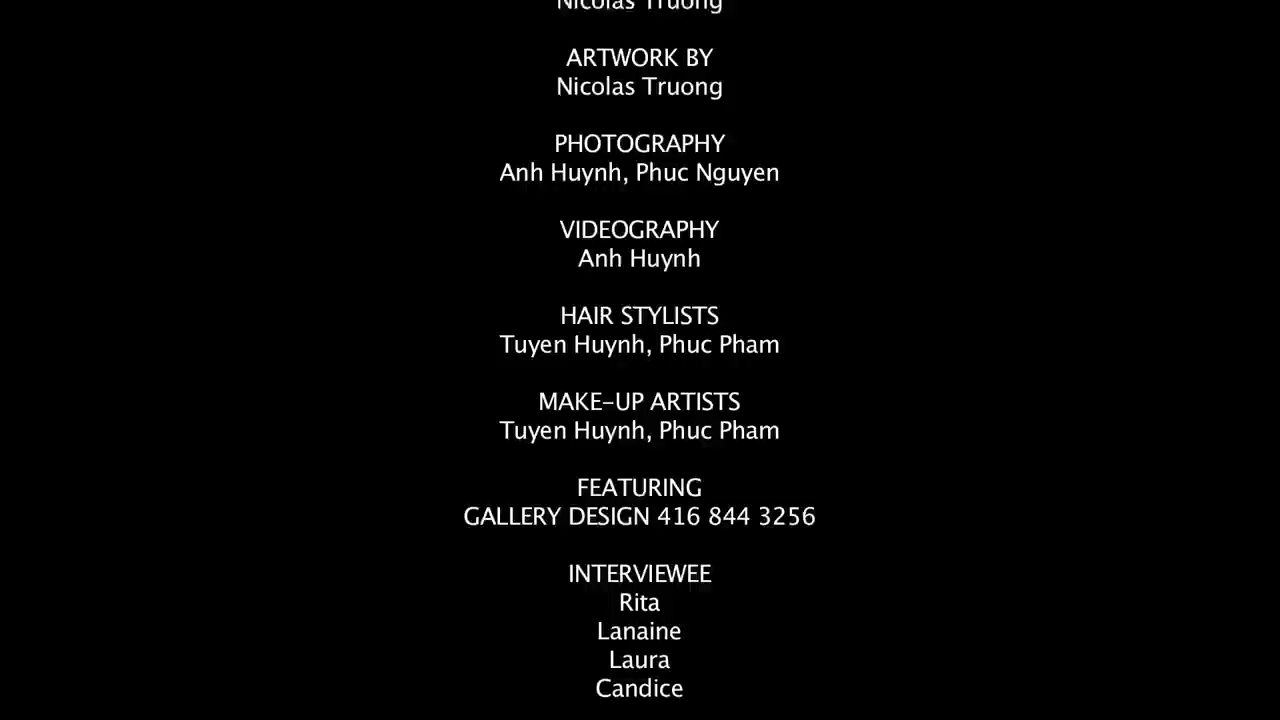 Nicolas Truong
ARTWORK BY
Nicolas Truong
PHOTOGRAPHY
Anh Huynh, Phuc Nguyen
VIDEOGRAPHY
Anh Huynh
HAIR STYLISTS
Tuyen Huynh, Phuc Pham
MAKE-UP ARTISTS
Tuyen Huynh, Phuc Pham
FEATURING
GALLERY DESIGN 416 844 3256
INTERVIEWEE
Rita
Lanaine
Laura
Candice